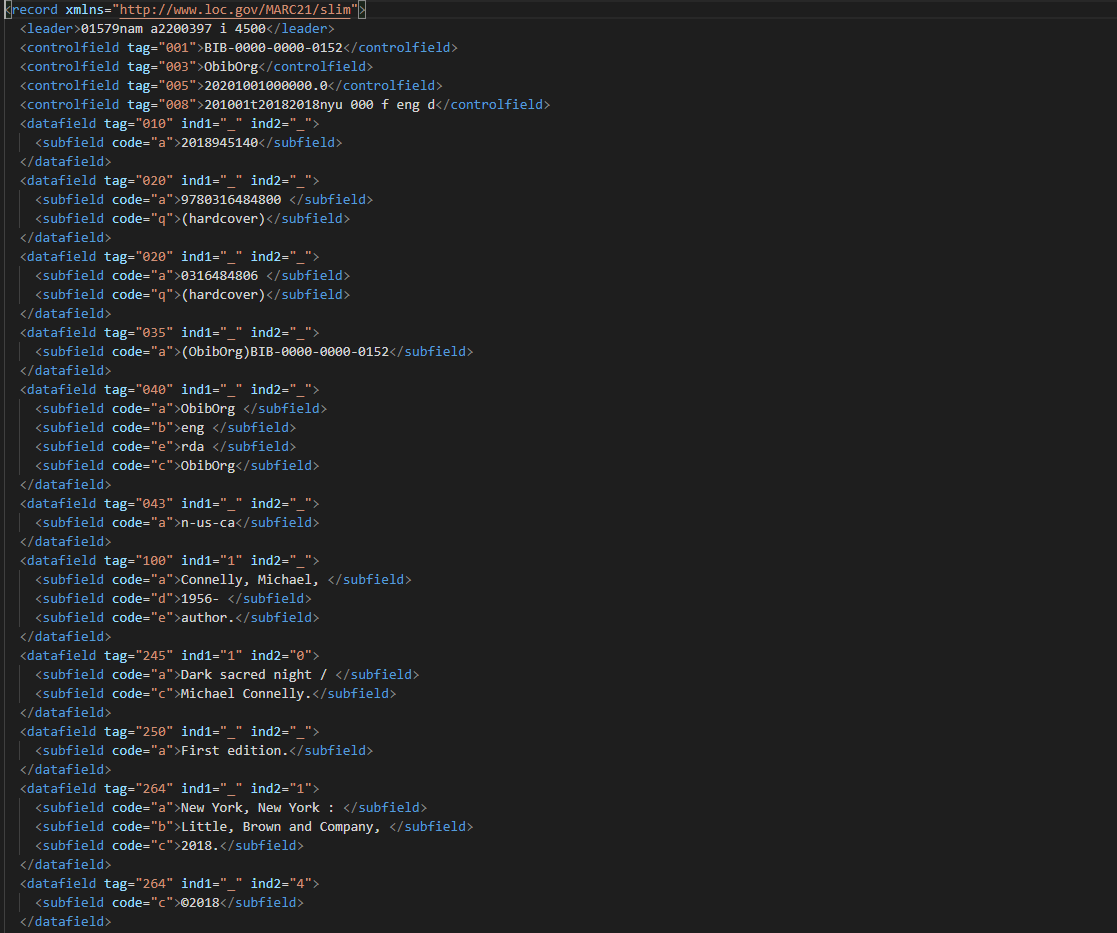 <record xmlns="http://www.loc.gov/MARC21/slim">
<leader>01579nam a2200397 i 4500</leader>
<controlfield tag="001">BIB-0000-0000-0152</controlfield>
<controlfield tag="003">ObibOrg</controlfield>
<controlfield tag="005">20201001000000.0</controlfield>
<controlfield tag="008">201001t20182018nyu 000 f eng d</controlfield>
<datafield tag="010" ind1="_" ind2="_">
<subfield code="a">2018945140</subfield>
</datafield>
<datafield tag="020" ind1="_" ind2="_">
<subfield code="a">9780316484800 </subfield>
<subfield code="q">(hardcover)</subfield>
</datafield>
<datafield tag="020" ind1="_" ind2="_">
<subfield code="a">0316484806 </subfield>
<subfield code="q">(hardcover)</subfield>
</datafield>
<datafield tag="035" ind1="_" ind2="_">
<subfield code="a">(ObibOrg)BIB-0000-0000-0152</subfield>
</datafield>
<datafield tag="040" ind1="_" ind2="_">
<subfield code="a">ObibOrg </subfield>
<subfield code="b">eng </subfield>
<subfield code="e">rda </subfield>
<subfield code="c">ObibOrg</subfield>
</datafield>
<datafield tag="043" ind1="_" ind2="_">
<subfield code="a">n-us-ca</subfield>
</datafield>
<datafield tag="100" ind1="1" ind2="_">
<subfield code="a">Connelly, Michael, </subfield>
<subfield code="d">1956- </subfield>
<subfield code="e">author.</subfield>
</datafield>
<datafield tag="245" ind1="1" ind2="0">
<subfield code="a">Dark sacred night / </subfield>
<subfield code="c">Michael Connelly.</subfield>
</datafield>
<datafield tag="250" ind1="_" ind2="_">
<subfield code="a">First edition.</subfield>
</datafield>
<datafield tag="264" ind1="_" ind2="1">
<subfield code="a">New York, New York : </subfield>
<subfield code="b">Little, Brown and Company, </subfield>
<subfield code="c">2018.</subfield>
</datafield>
<datafield tag="264" ind1="_" ind2="4">
<subfield code="c">©2018</subfield>
</datafield>